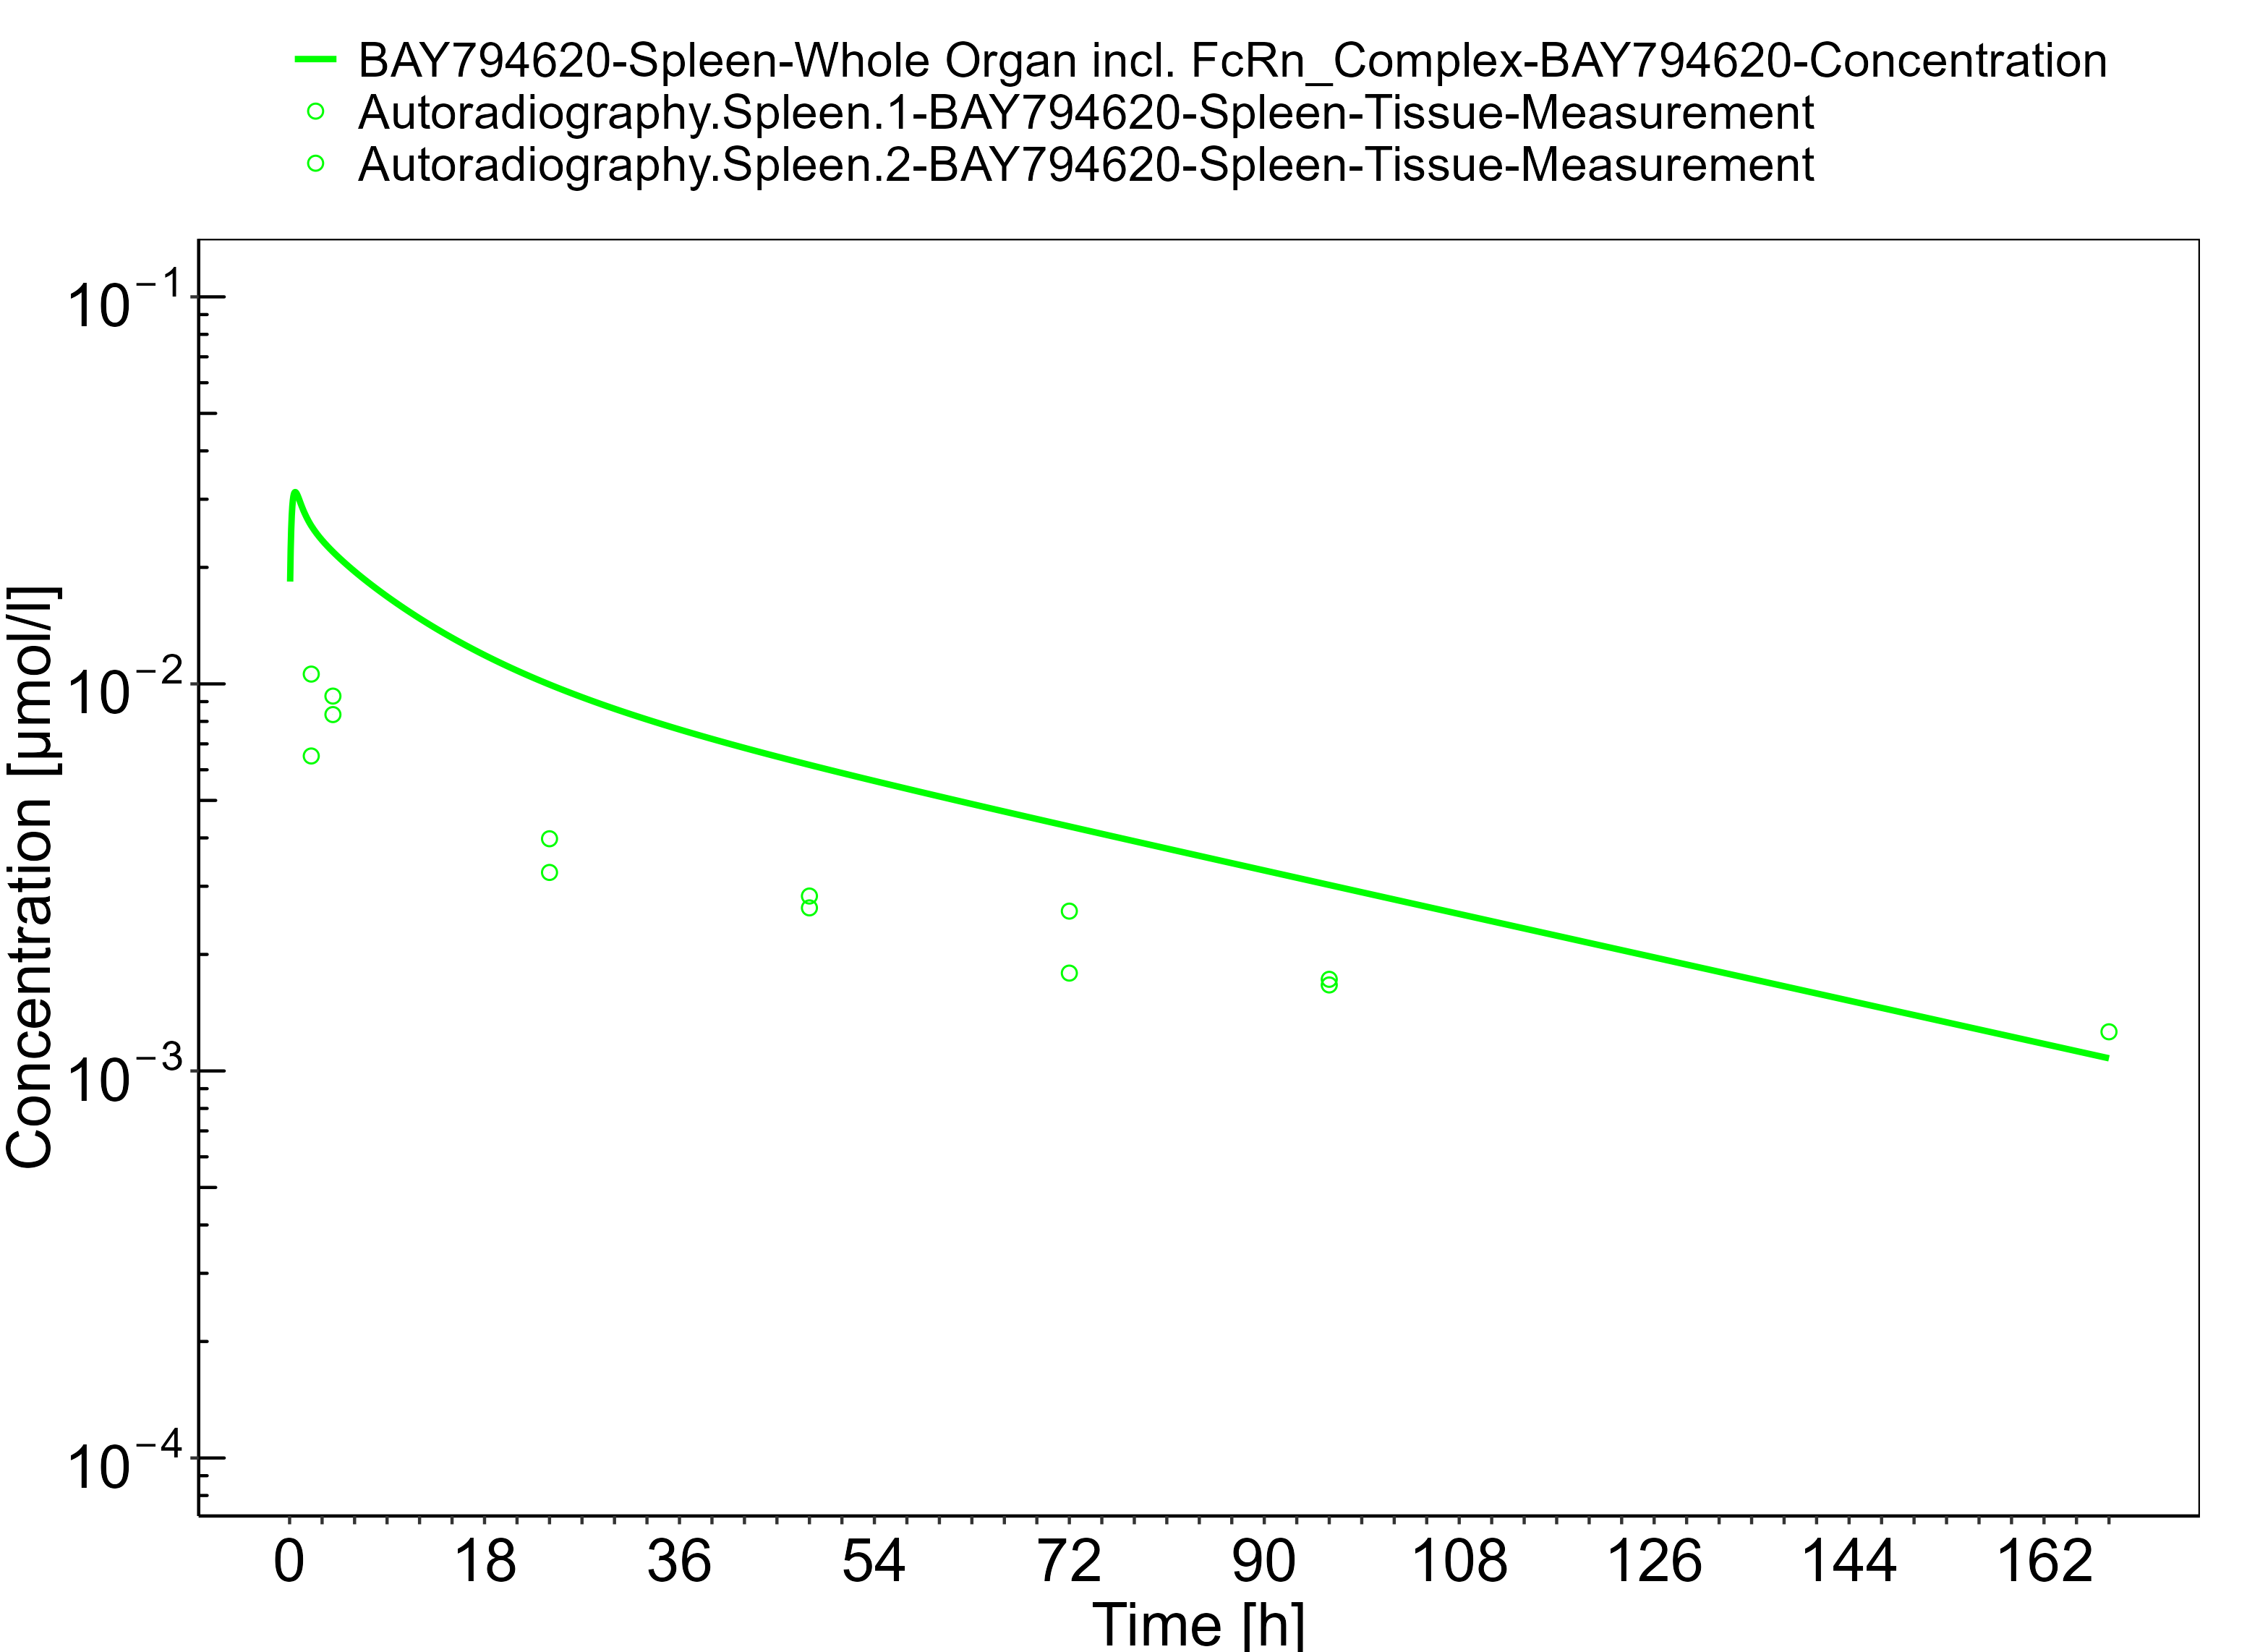 BAY794620-Spleen-Whole Organ incl. FcRn_Complex-BAY794620-Concentration
Autoradiography.Spleen.1-BAY794620-Spleen-Tissue-Measurement
Autoradiography.Spleen.2-BAY794620-Spleen-Tissue-Measurement
10−1
10−2
10−3
10−4
Concentration [µmol/l]
0 18 36 54 72 90 108 126 144 162
Time [h]